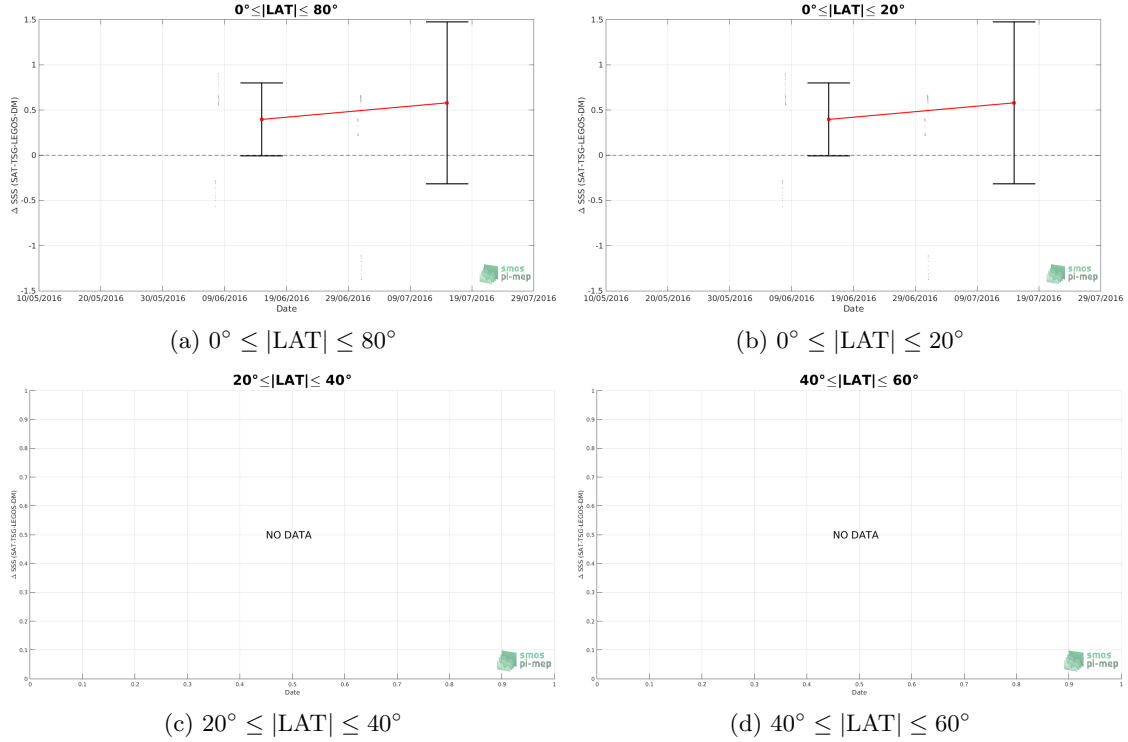 0°≤|LAT|≤ 80°
1.5
1
0.5
0
-0.5
-1
-1.5
Δ SSS (SAT-TSG-LEGOS-DM)
10/05/2016 20/05/2016 30/05/2016 09/06/2016 19/06/2016 29/06/2016 09/07/2016 19/07/2016 29/07/2016
Date
smos
pi-mep
(a) 0° ≤ |LAT| ≤ 80°
0°≤|LAT|≤ 20°
1.5
1
0.5
0
-0.5
-1
-1.5
Δ SSS (SAT-TSG-LEGOS-DM)
10/05/2016 20/05/2016 30/05/2016 09/06/2016 19/06/2016 29/06/2016 09/07/2016 19/07/2016 29/07/2016
Date
smos
pi-mep
(b) 0° ≤ |LAT| ≤ 20°
20°≤|LAT|≤ 40°
1
0.9
0.8
0.7
0.6
0.5
0.4
0.3
0.2
0.1
0
Δ SSS (SAT-TSG-LEGOS-DM)
NO DATA
0 0.1 0.2 0.3 0.4 0.5 0.6 0.7 0.8 0.9 1
Date
smos
pi-mep
(c) 20° ≤ |LAT| ≤ 40°
40°≤|LAT|≤ 60°
1
0.9
0.8
0.7
0.6
0.5
0.4
0.3
0.2
0.1
0
Δ SSS (SAT-TSG-LEGOS-DM)
NO DATA
0 0.1 0.2 0.3 0.4 0.5 0.6 0.7 0.8 0.9 1
Date
smos
pi-mep
(d) 40° ≤ |LAT| ≤ 60°